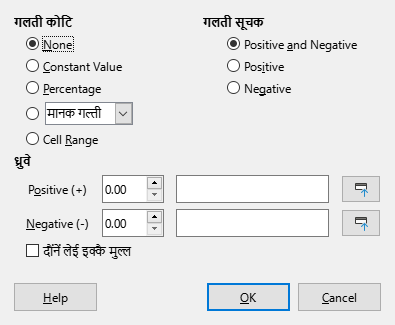 गलती कोटि
None
Constant Value
Percentage
मानक गल्ती
Cell Range
गलती सूचक
Positive and Negative
Positive
Negative
ध्रुवे
Positive (+) 0.00
Negative (-) 0.00
दौंनें लेई इक्कै मुल्ल
Help OK Cancel